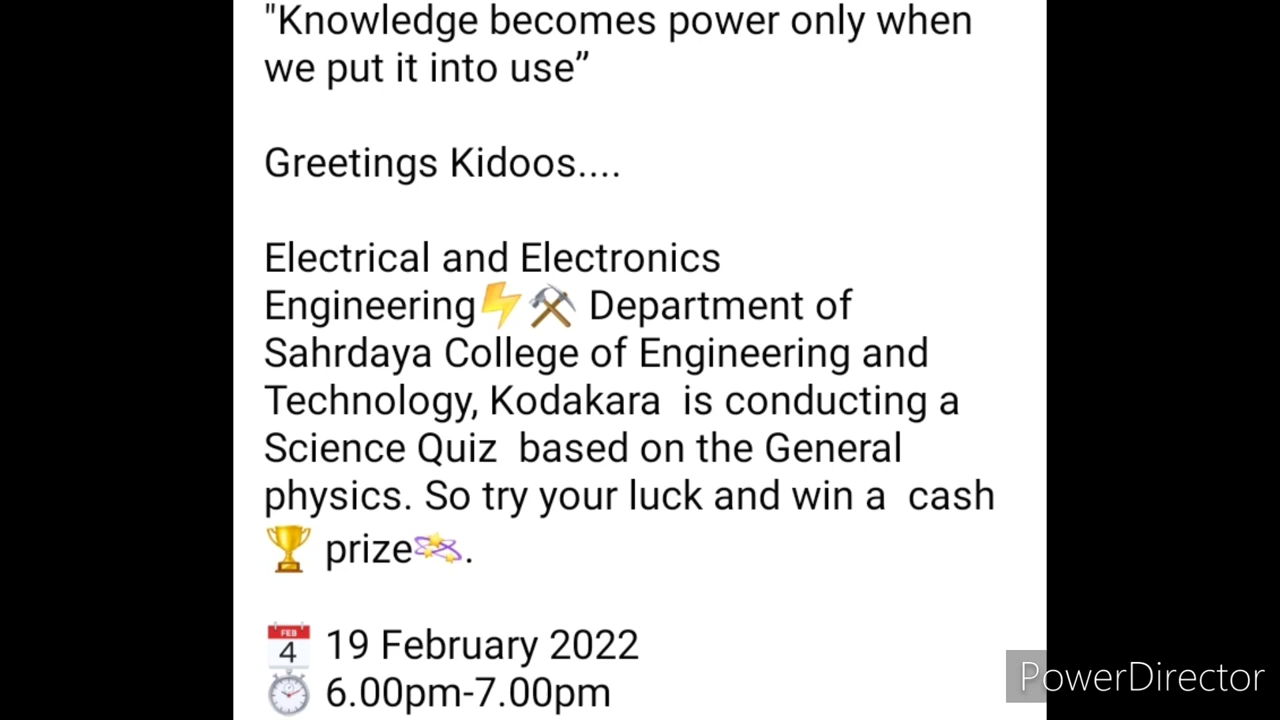 "Knowledge becomes power only when
we put it into use”
Greetings Kidoos....
Electrical and Electronics
Engineering⚡⚒ Department of
Sahrdaya College of Engineering and
Technology, Kodakara  is conducting a
Science Quiz  based on the General
physics. So try your luck and win a  cash
🏆 prize💫.
📅 19 February 2022
⏱ 6.00pm-7.00pm
PowerDirector